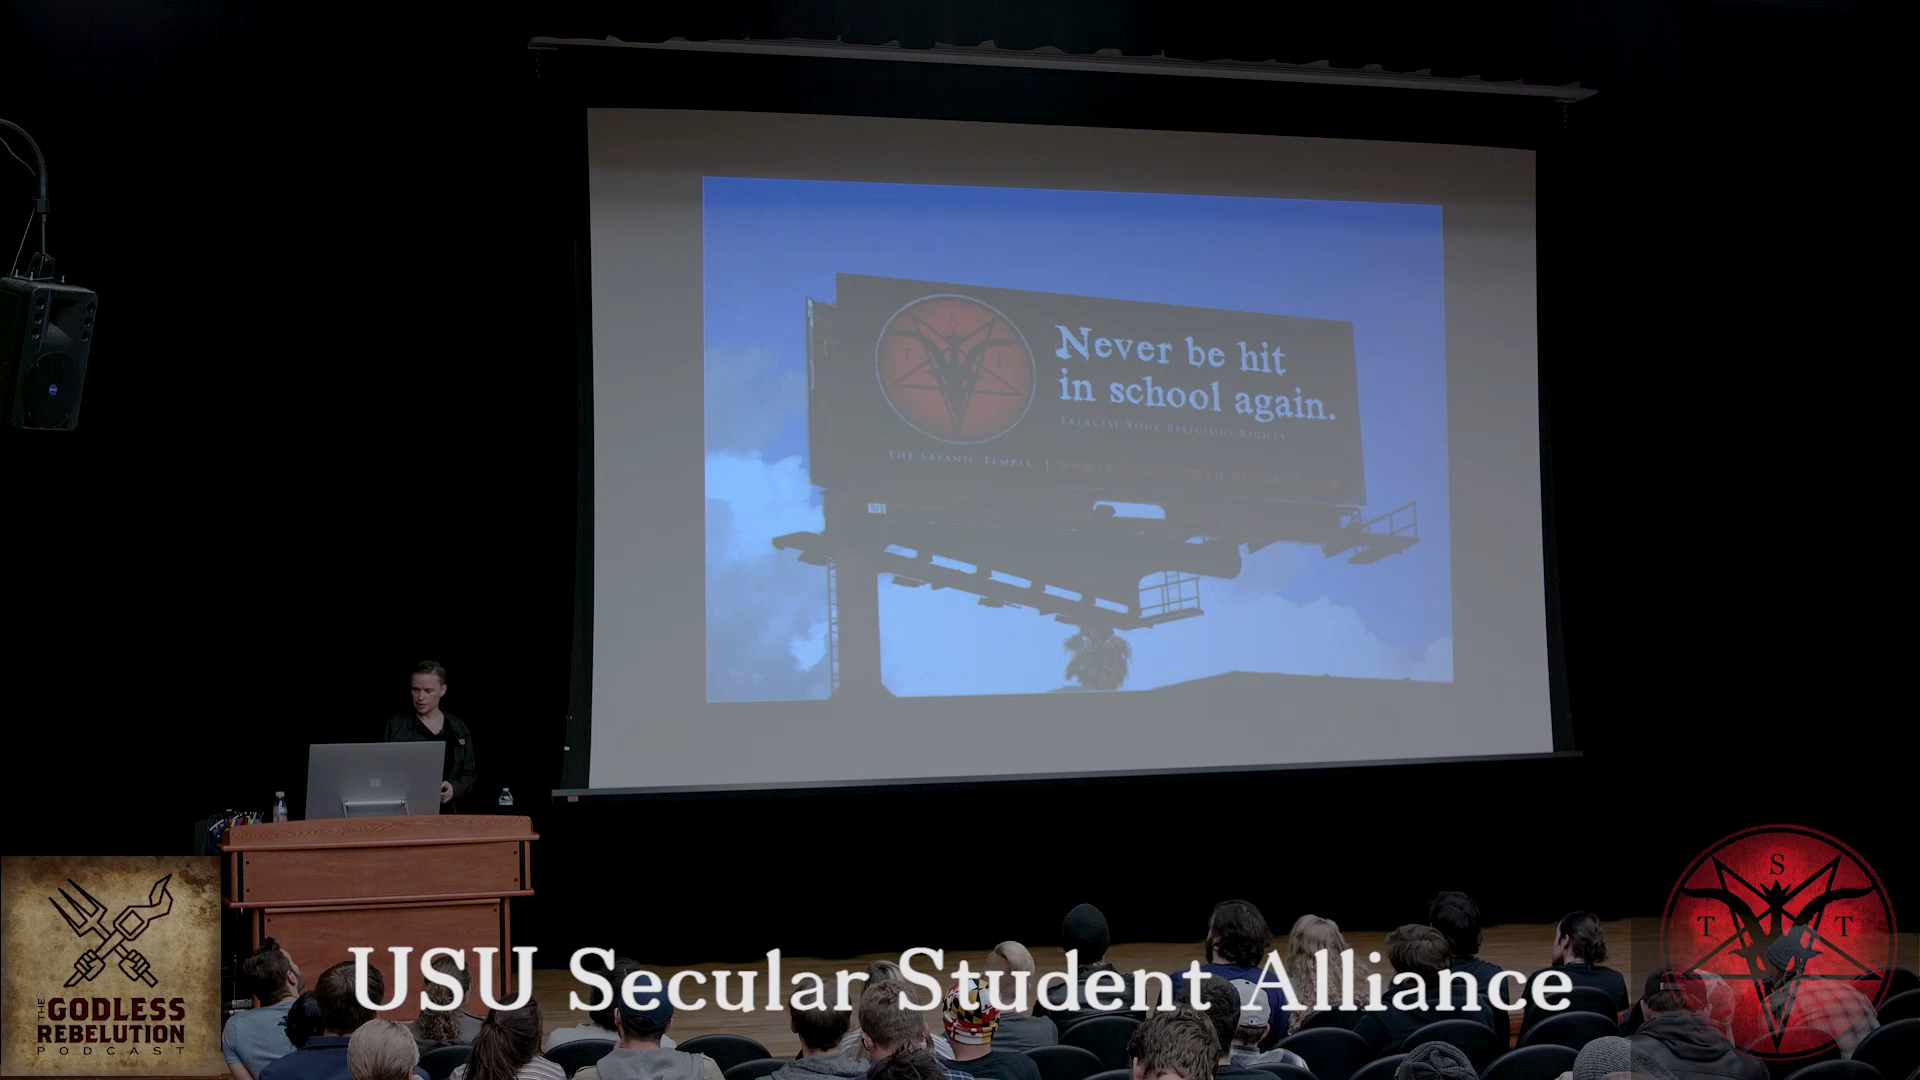 S
T T
Never be hit
in school again.
Exercise Your Religious Rights
The Satanic Temple
USU Secular Student Alliance
THE
GODLESS
REBELUTION
PODCAST
S
T T